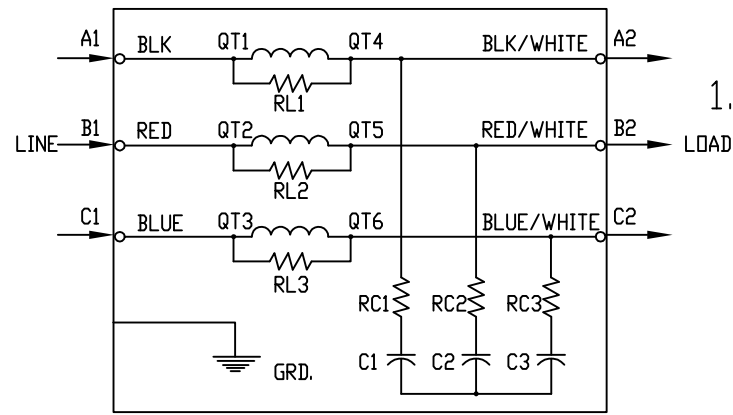 A1 BLK QT1 QT4 BLK/WHITE A2
RL1
1.
B1 RED QT2 QT5 RED/WHITE B2
LINE LOAD
RL2
C1 BLUE QT3 QT6 BLUE/WHITE C2
RL3
RC1 RC2 RC3
C1 C2 C3
GRD.